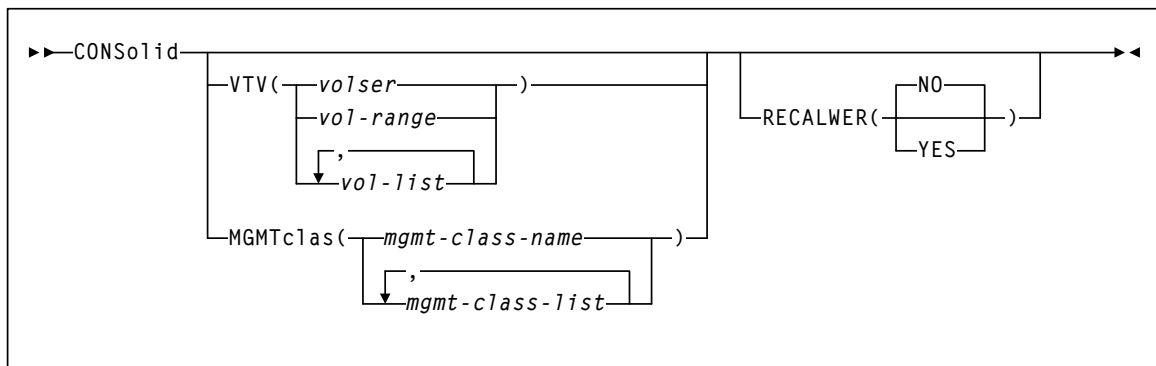 CONSolid
VTV( volser )
vol-range
,
vol-list
MGMTclas( mgmt-class-name )
,
mgmt-class-list
NO
RECALWER( )
YES